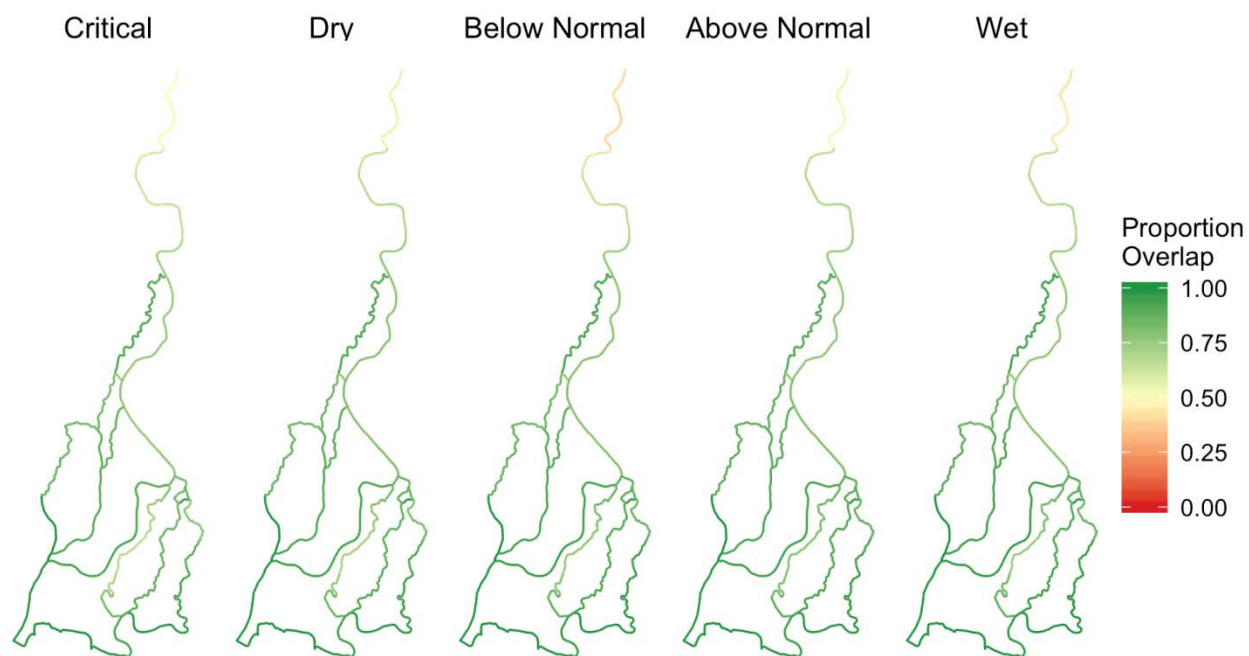 Critical
Dry
Below Normal
Above Normal
Wet
Proportion
Overlap
1.00
0.75
0.50
0.25
0.00